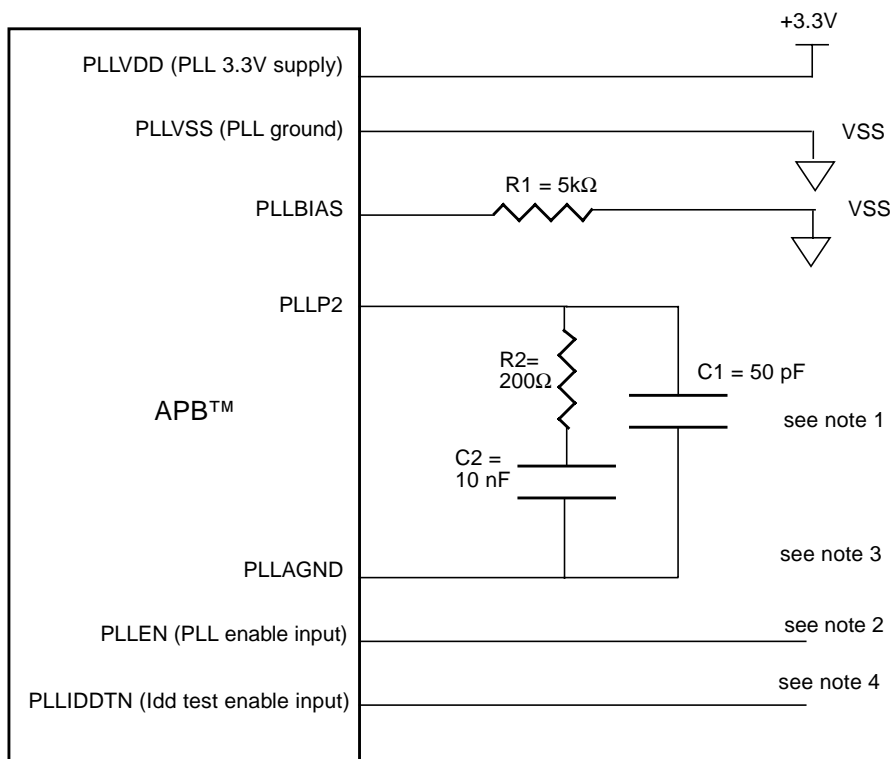 +3.3V
PLLVDD (PLL 3.3V supply)
PLLVSS (PLL ground)
VSS
R1 = 5kΩ
PLLBIAS
VSS
PLLP2
R2=
200Ω
C1 = 50 pF
APB™
see note 1
C2 =
10 nF
see note 3
PLLAGND
see note 2
PLLEN (PLL enable input)
see note 4
PLLIDDTN (Idd test enable input)